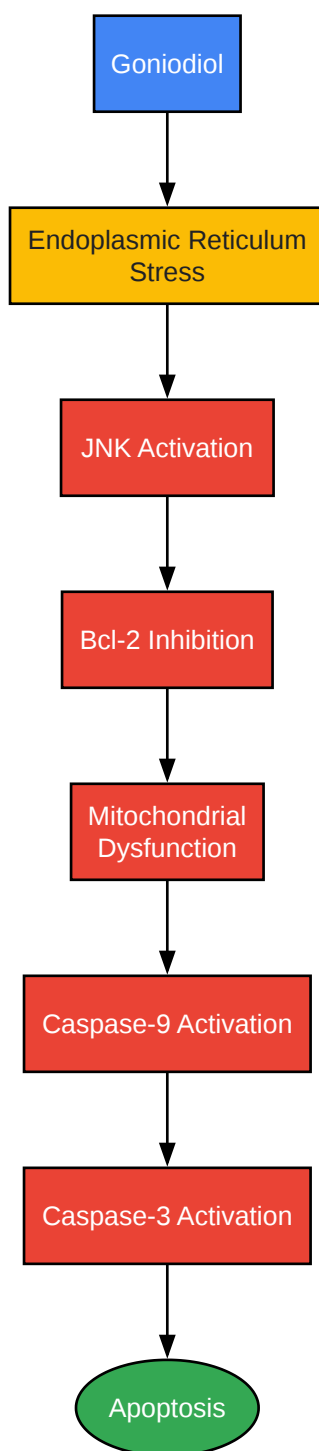 Goniodiol
Endoplasmic Reticulum
Stress
JNK Activation
Bcl-2 Inhibition
Mitochondrial
Dysfunction
Caspase-9 Activation
Caspase-3 Activation
Apoptosis